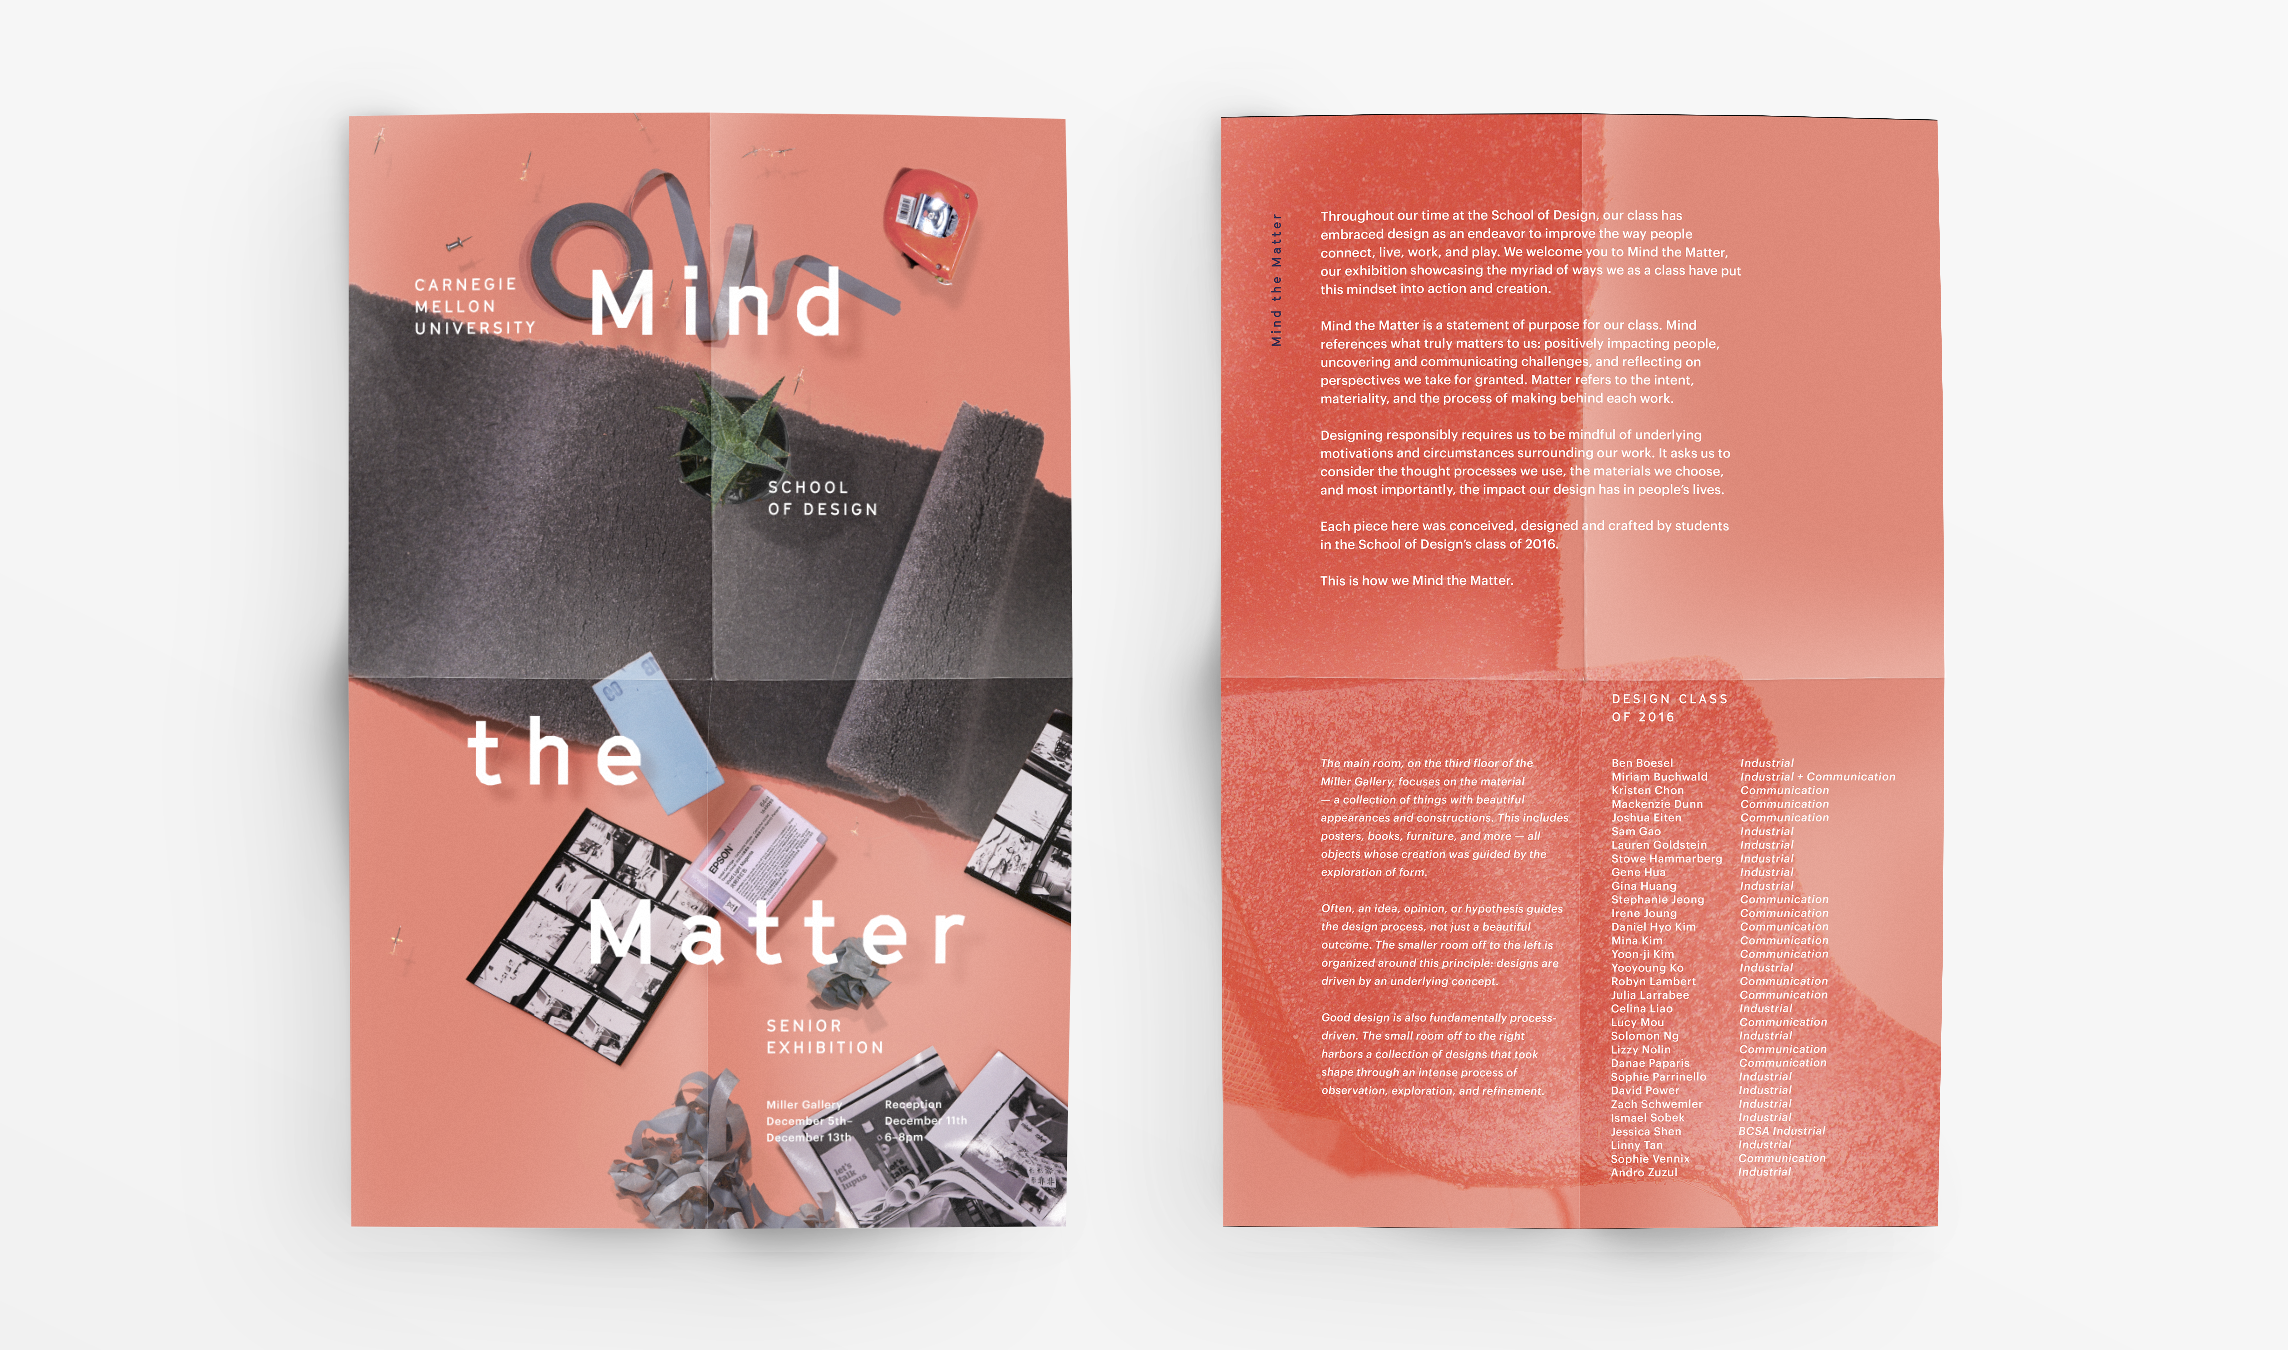 CARNEGIE
MELLON
UNIVERSITY
Mind
SCHOOL
OF DESIGN
the
EPSON
Matter
SENIOR
EXHIBITION
Miller Gallery
December 5th–
December 13th
Reception
December 11th
6–8pm
let's
talk
Mind the Matter
Throughout our time at the School of Design, our class has
embraced design as an endeavor to improve the way people
connect, live, work, and play. We welcome you to Mind the Matter,
our exhibition showcasing the myriad of ways we as a class have put
this mindset into action and creation.
Mind the Matter is a statement of purpose for our class. Mind
references what truly matters to us: positively impacting people,
uncovering and communicating challenges, and reflecting on
perspectives we take for granted. Matter refers to the intent,
materiality, and the process of making behind each work.
Designing responsibly requires us to be mindful of underlying
motivations and circumstances surrounding our work. It asks us to
consider the thought processes we use, the materials we choose,
and most importantly, the impact our design has in people's lives.
Each piece here was conceived, designed and crafted by students
in the School of Design's class of 2016.
This is how we Mind the Matter.
The main room, on the third floor of the
Miller Gallery, focuses on the material
— a collection of things with beautiful
appearances and constructions. This includes
posters, books, furniture, and more — all
objects whose creation was guided by the
exploration of form.
Often, an idea, opinion, or hypothesis guides
the design process, not just a beautiful
outcome. The smaller room off to the left is
organized around this principle: designs are
driven by an underlying concept.
Good design is also fundamentally process-
driven. The small room off to the right
harbors a collection of designs that took
shape through an intense process of
observation, exploration, and refinement.
DESIGN CLASS
OF 2016
Ben Boesel Industrial
Miriam Buchwald Industrial + Communication
Kristen Chon Communication
Mackenzie Dunn Communication
Joshua Eiten Communication
Sam Gao Industrial
Lauren Goldstein Industrial
Stowe Hammarberg Industrial
Gene Hua Industrial
Gina Huang Industrial
Stephanie Jeong Communication
Irene Joung Communication
Daniel Hyo Kim Communication
Mina Kim Communication
Yoon-ji Kim Communication
Yooyoung Ko Industrial
Robyn Lambert Communication
Julia Larrabee Communication
Celina Liao Industrial
Lucy Mou Communication
Solomon Ng Industrial
Lizzy Nolin Communication
Danae Paparis Communication
Sophie Parrinello Industrial
David Power Industrial
Zach Schwemler Industrial
Ismael Sobek Industrial
Jessica Shen BCSA Industrial
Linny Tan Industrial
Sophie Vennix Communication
Andro Zuzul Industrial